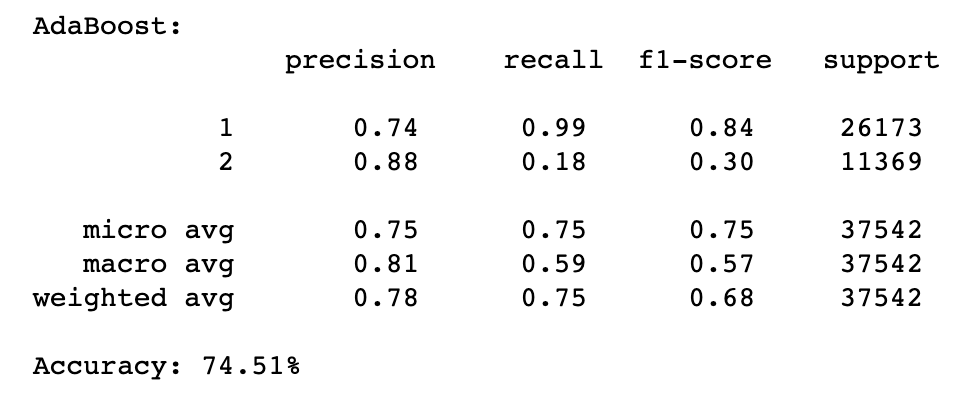 AdaBoost:
precision recall f1-score support
1 0.74 0.99 0.84 26173
2 0.88 0.18 0.30 11369
micro avg 0.75 0.75 0.75 37542
macro avg 0.81 0.59 0.57 37542
weighted avg 0.78 0.75 0.68 37542
Accuracy: 74.51%